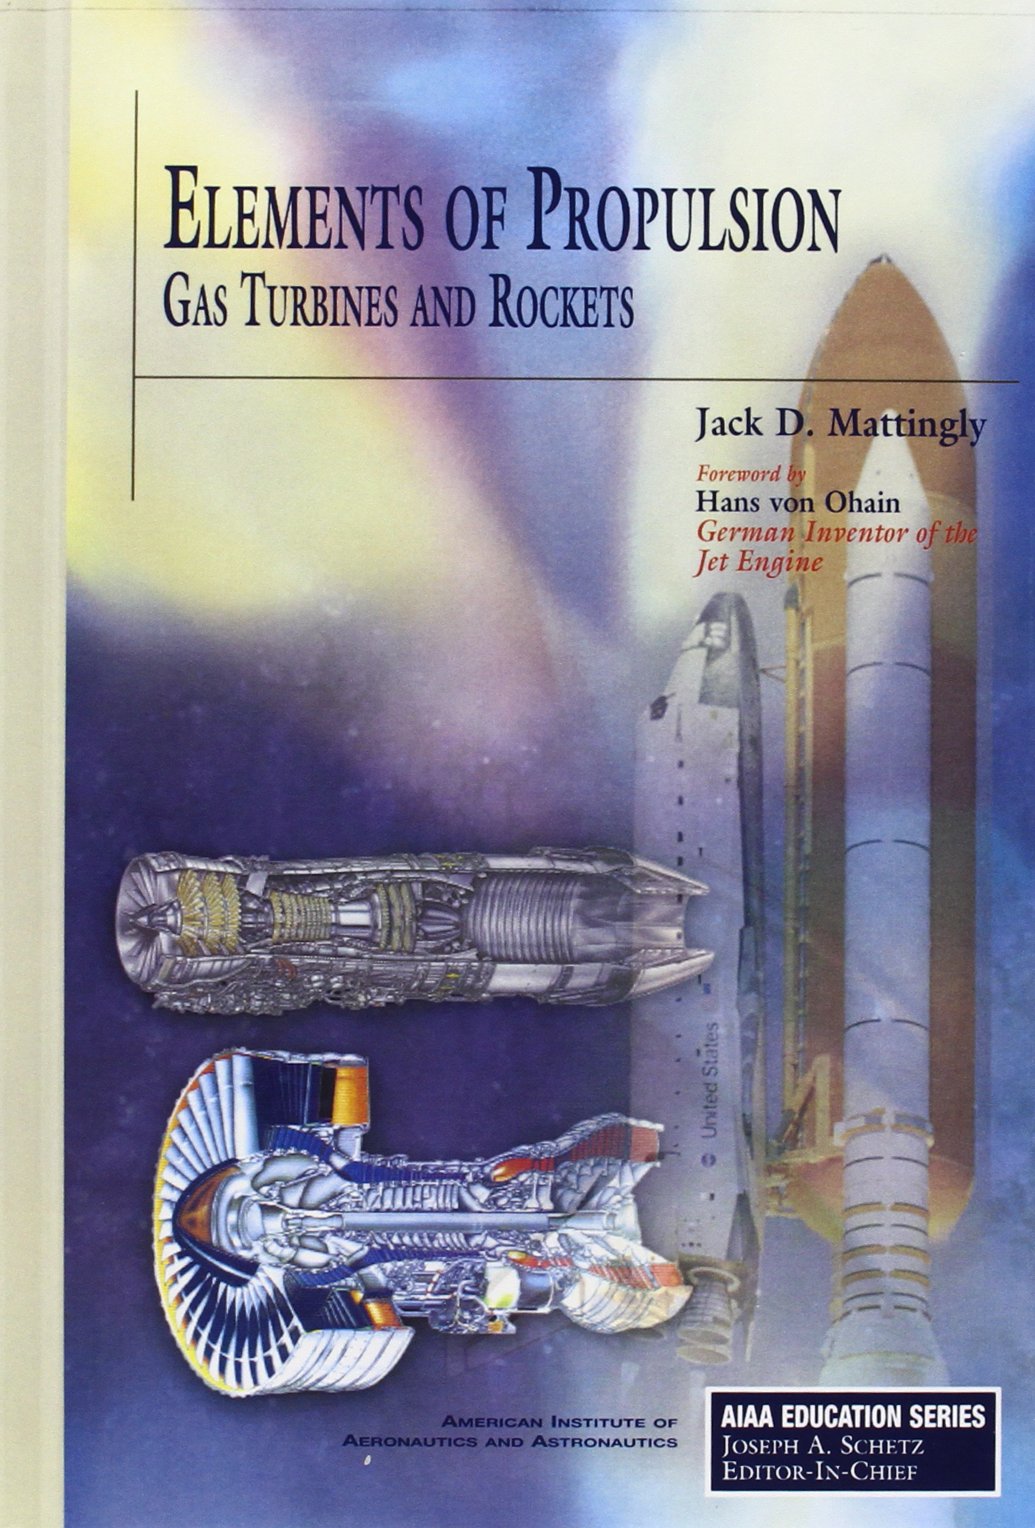 ELEMENTS OF PROPULSION
GAS TURBINES AND ROCKETS
Jack D. Mattingly
Foreword by
Hans von Ohain
German Inventor of the
Jet Engine
United States
AMERICAN INSTITUTE OF
AERONAUTICS AND ASTRONAUTICS
AIAA EDUCATION SERIES
JOSEPH A. SCHETZ
EDITOR-IN-CHIEF